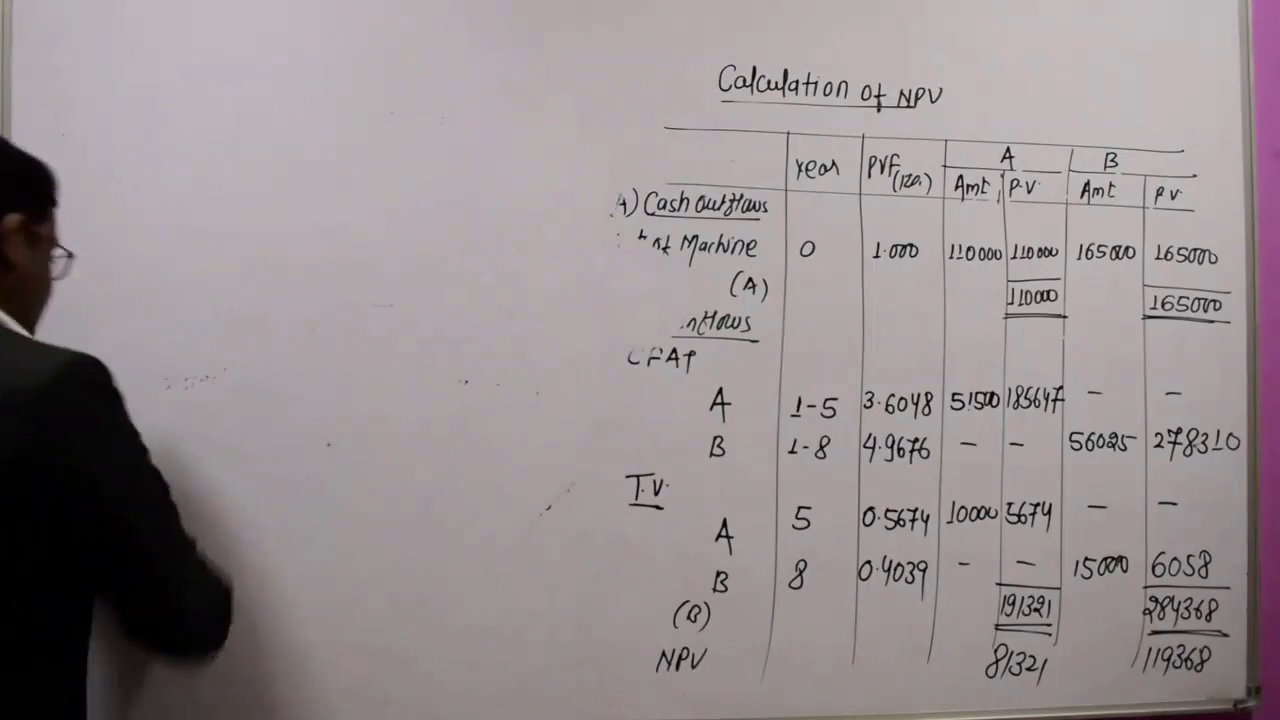 Calculation of NPV
Year PVF(12%) A B
Amt P.V. Amt P.V
A) Cash outflows
of Machine 0 1.000 110000 110000 165000 165000
(A) 110000 165000
nflows
CFAT
A 1-5 3.6048 51500 185647 - -
B 1-8 4.9676 - - 56025 278310
T.V.
A 5 0.5674 10000 5674 - -
B 8 0.4039 - - 15000 6058
(B) 191321 284368
NPV 81321 119368